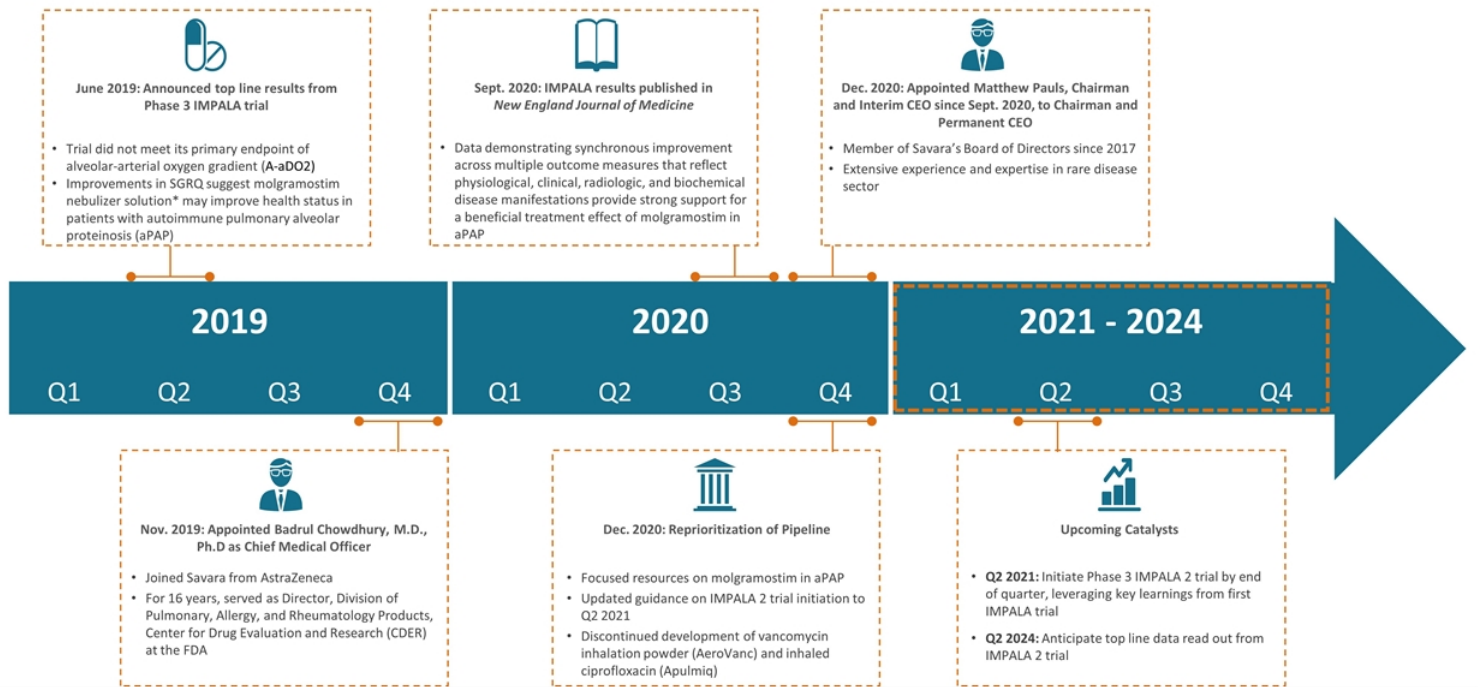 June 2019: Announced top line results from
Phase 3 IMPALA trial
• Trial did not meet its primary endpoint of
alveolar-arterial oxygen gradient (A-aDO2)
• Improvements in SGRQ suggest molgramostim
nebulizer solution* may improve health status in
patients with autoimmune pulmonary alveolar
proteinosis (aPAP)
Sept. 2020: IMPALA results published in
New England Journal of Medicine
• Data demonstrating synchronous improvement
across multiple outcome measures that reflect
physiological, clinical, radiologic, and biochemical
disease manifestations provide strong support for
a beneficial treatment effect of molgramostim in
aPAP
Dec. 2020: Appointed Matthew Pauls, Chairman
and Interim CEO since Sept. 2020, to Chairman and
Permanent CEO
• Member of Savara's Board of Directors since 2017
• Extensive experience and expertise in rare disease
sector
2019
Q1 Q2 Q3 Q4
2020
Q1 Q2 Q3 Q4
2021 - 2024
Q1 Q2 Q3 Q4
Nov. 2019: Appointed Badrul Chowdhury, M.D.,
Ph.D as Chief Medical Officer
• Joined Savara from AstraZeneca
• For 16 years, served as Director, Division of
Pulmonary, Allergy, and Rheumatology Products,
Center for Drug Evaluation and Research (CDER)
at the FDA
Dec. 2020: Reprioritization of Pipeline
• Focused resources on molgramostim in aPAP
• Updated guidance on IMPALA 2 trial initiation to
Q2 2021
• Discontinued development of vancomycin
inhalation powder (AeroVanc) and inhaled
ciprofloxacin (Apulmiq)
Upcoming Catalysts
• Q2 2021: Initiate Phase 3 IMPALA 2 trial by end
of quarter, leveraging key learnings from first
IMPALA trial
• Q2 2024: Anticipate top line data read out from
IMPALA 2 trial